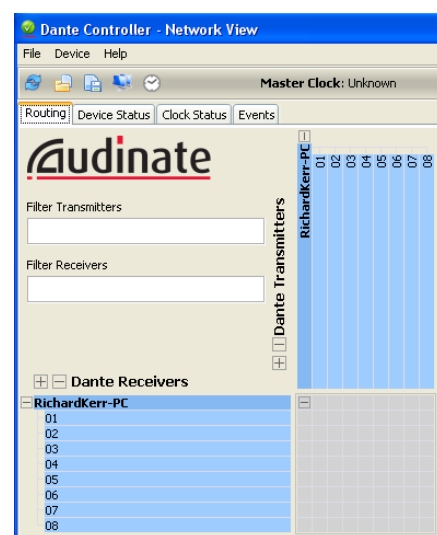 Dante Controller - Network View
File Device Help
Master Clock: Unknown
Routing Device Status Clock Status Events
Audinate
Filter Transmitters
Filter Receivers
Dante Transmitters
RichardKerr-PC
01
02
03
04
05
06
07
08
Dante Receivers
RichardKerr-PC
01
02
03
04
05
06
07
08